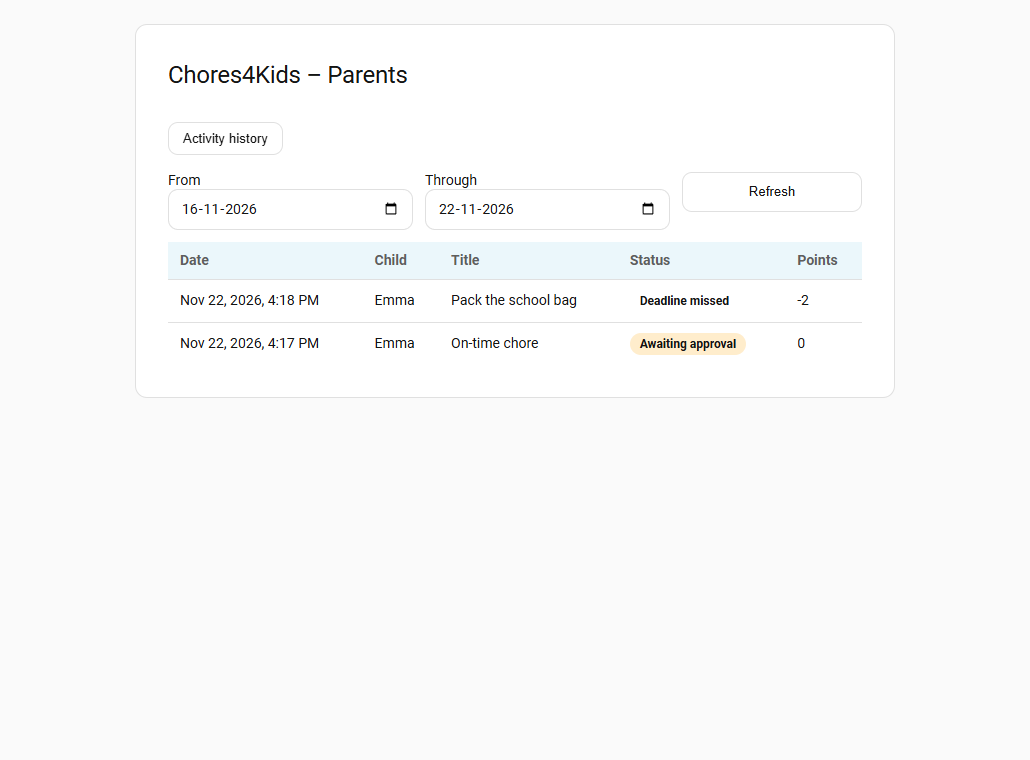 Chores4Kids – Parents
Activity history
From Through
16-11-2026 22-11-2026 Refresh
Date Child Title Status Points
Nov 22, 2026, 4:18 PM Emma Pack the school bag Deadline missed -2
Nov 22, 2026, 4:17 PM Emma On-time chore Awaiting approval 0